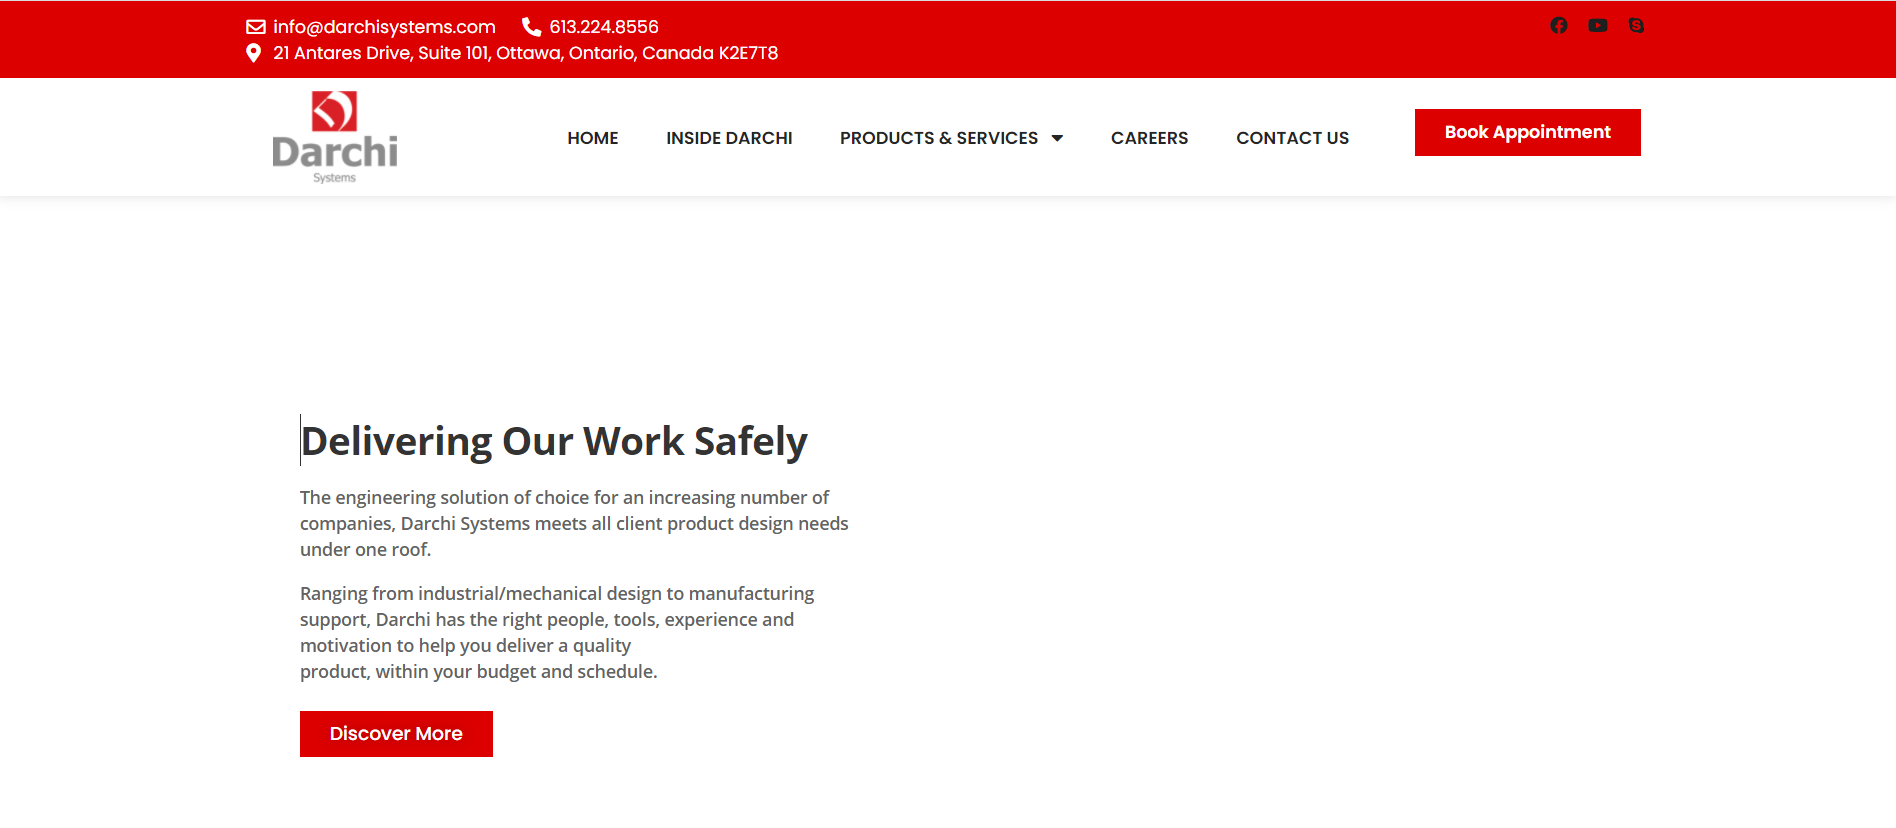 info@darchisystems.com 613.224.8556
21 Antares Drive, Suite 101, Ottawa, Ontario, Canada K2E7T8
Darchi
Systems
HOME INSIDE DARCHI PRODUCTS & SERVICES CAREERS CONTACT US
Book Appointment
Delivering Our Work Safely
The engineering solution of choice for an increasing number of
companies, Darchi Systems meets all client product design needs
under one roof.
Ranging from industrial/mechanical design to manufacturing
support, Darchi has the right people, tools, experience and
motivation to help you deliver a quality
product, within your budget and schedule.
Discover More